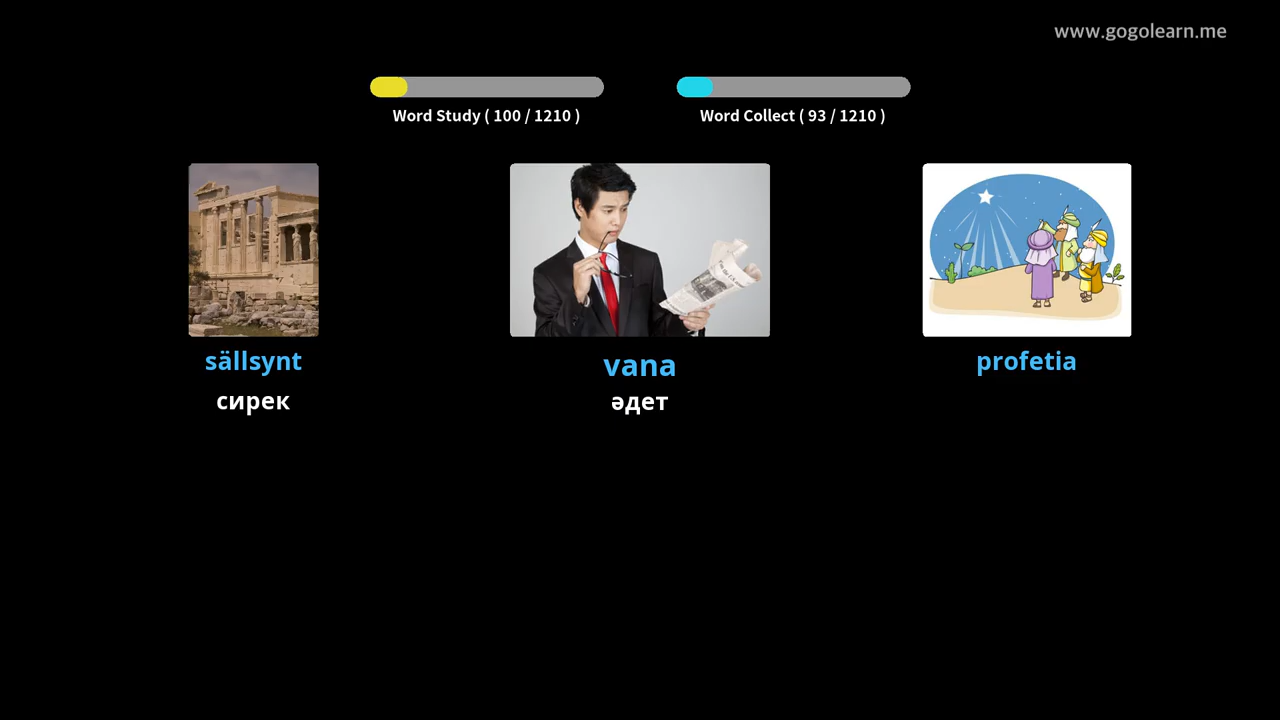 www.gogolearn.me
Word Study ( 100 / 1210 )
Word Collect ( 93 / 1210 )
sällsynt
сирек
vana
әдет
profetia